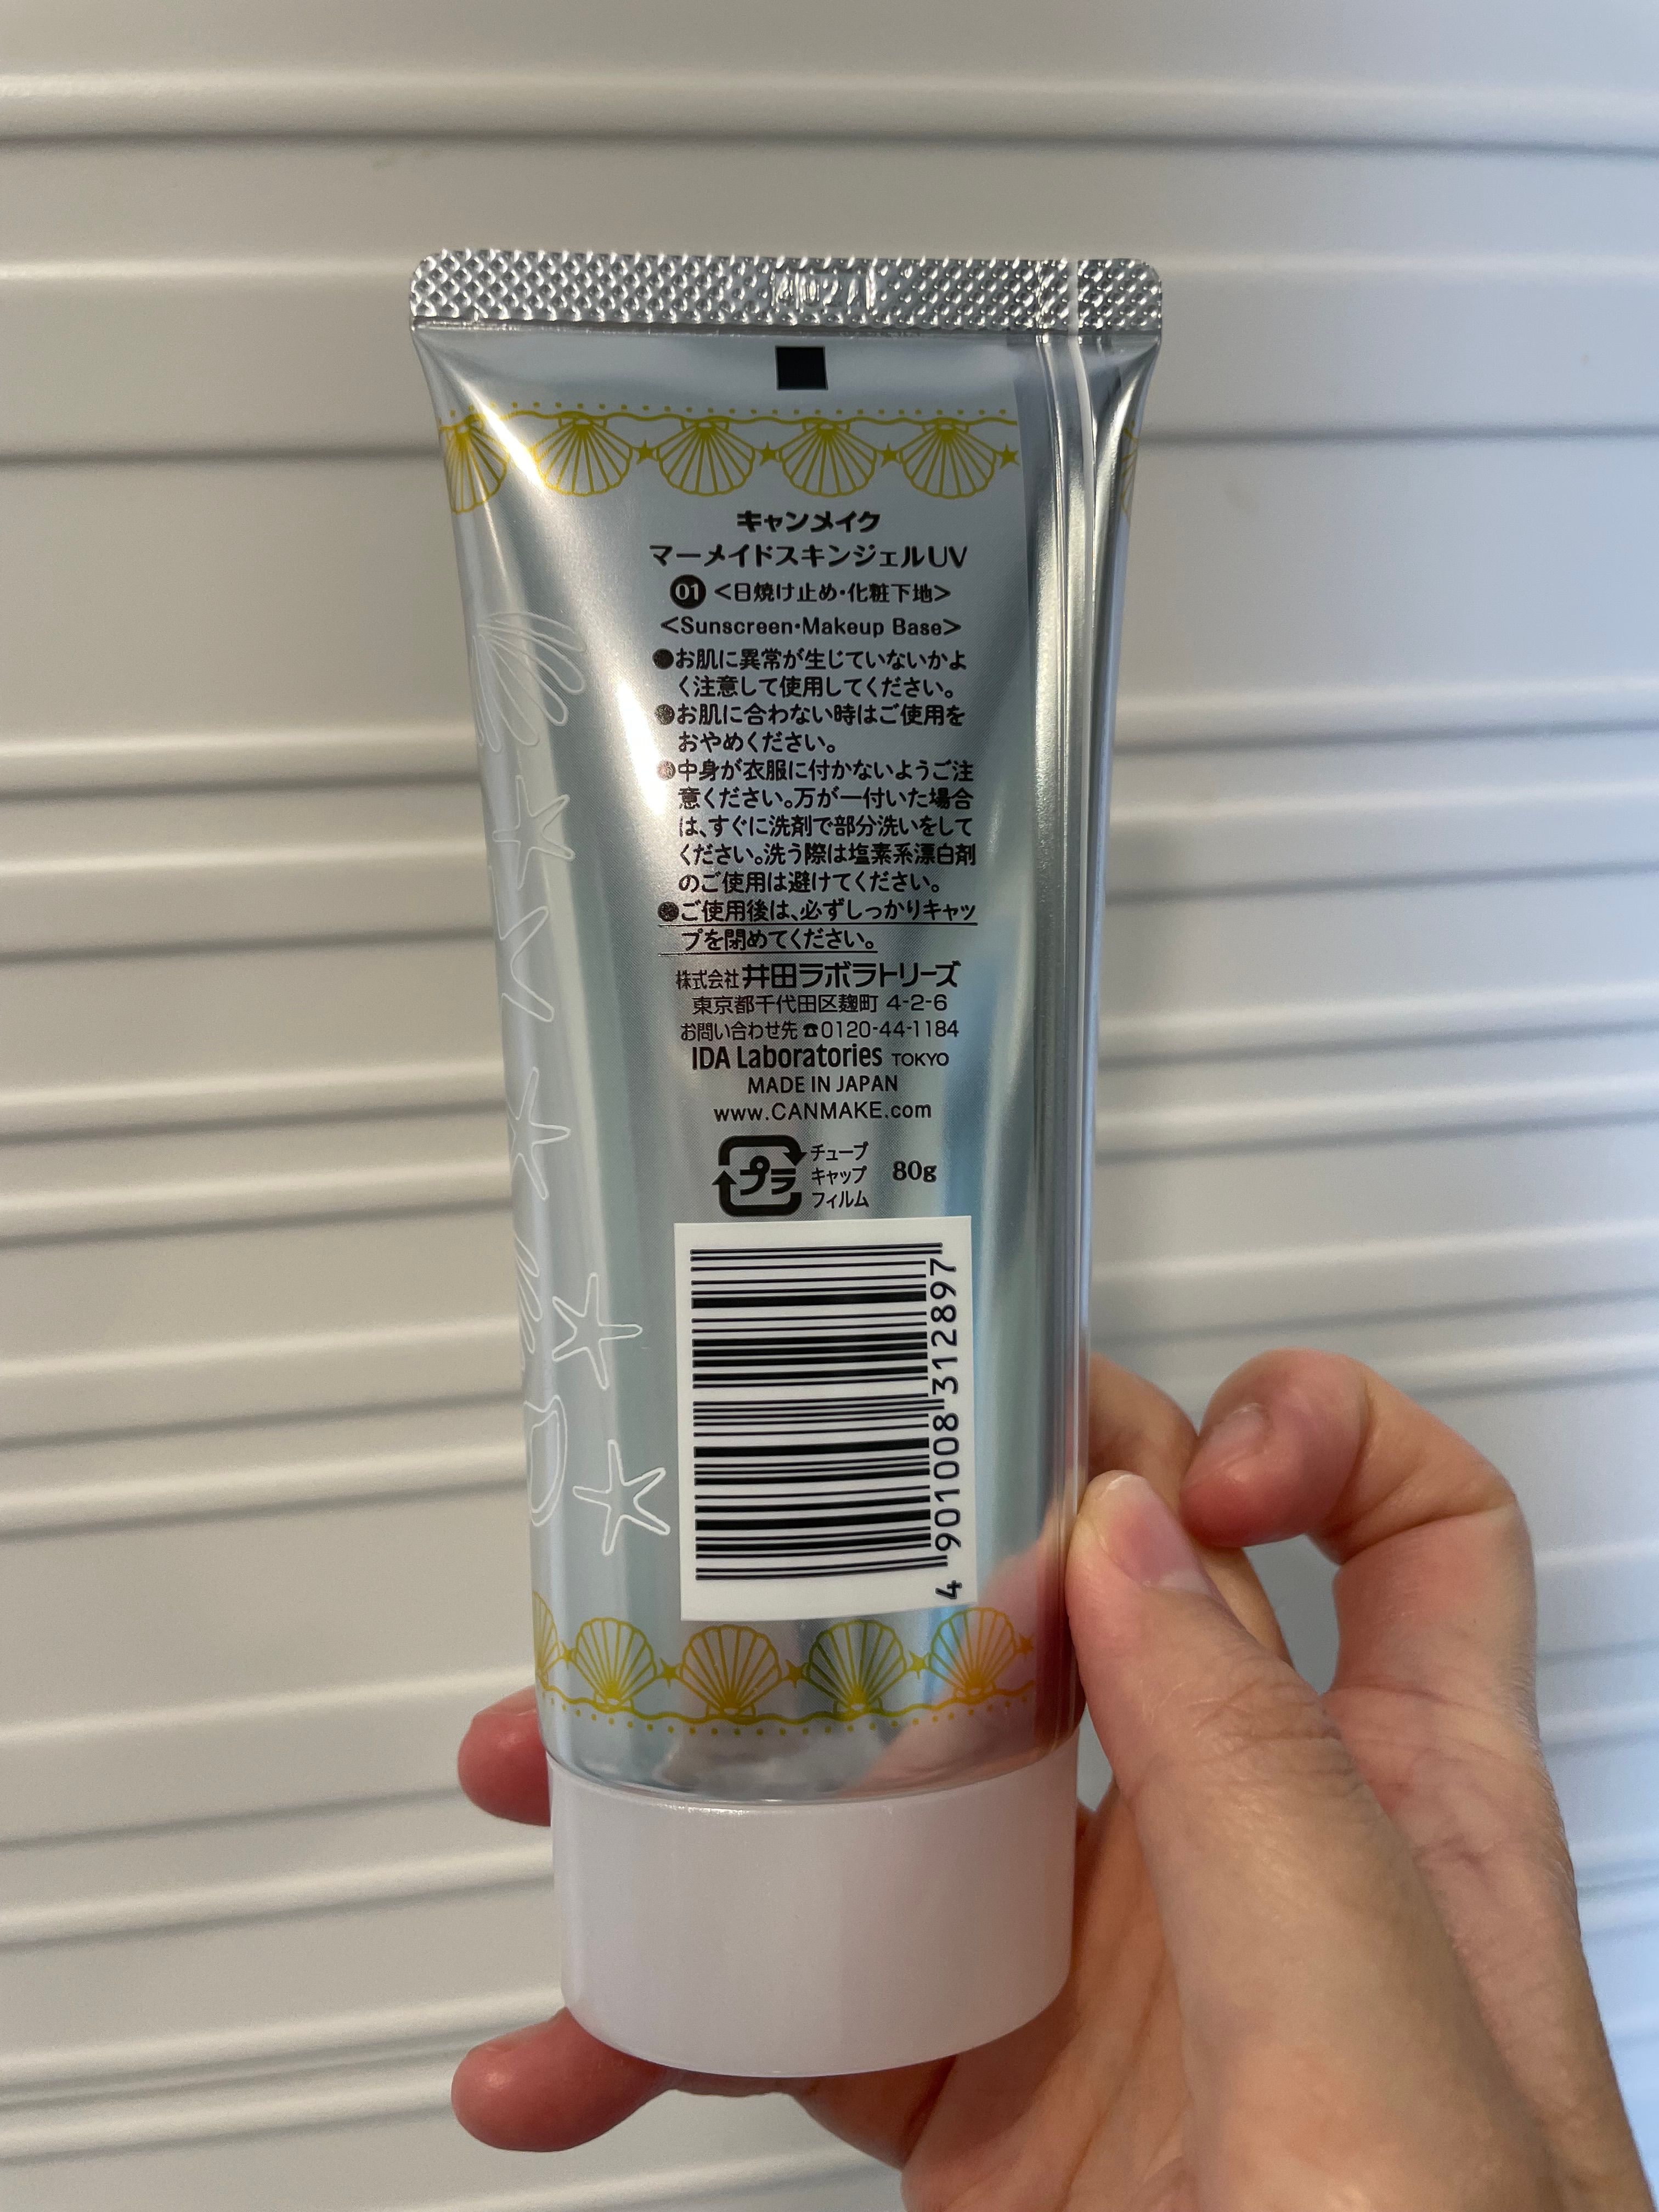 キャンメイク
マーメイドスキンジェルUV
01 <日焼け止め・化粧下地>
<Sunscreen・Makeup Base>
●お肌に異常が生じていないかよ
く注意して使用してください。
●お肌に合わない時はご使用を
おやめください。
●中身が衣服に付かないようご注
意ください。万が一付いた場合
は、すぐに洗剤で部分洗いをして
ください。洗う際は塩素系漂白剤
のご使用は避けてください。
●ご使用後は、必ずしっかりキャッ
プを閉めてください。
株式会社 井田ラボラトリーズ
東京都千代田区麹町 4-2-6
お問い合わせ先 ☎0120-44-1184
IDA Laboratories TOKYO
MADE IN JAPAN
www.CANMAKE.com
プラ
チューブ
キャップ
フィルム
80g
4 901008 312897